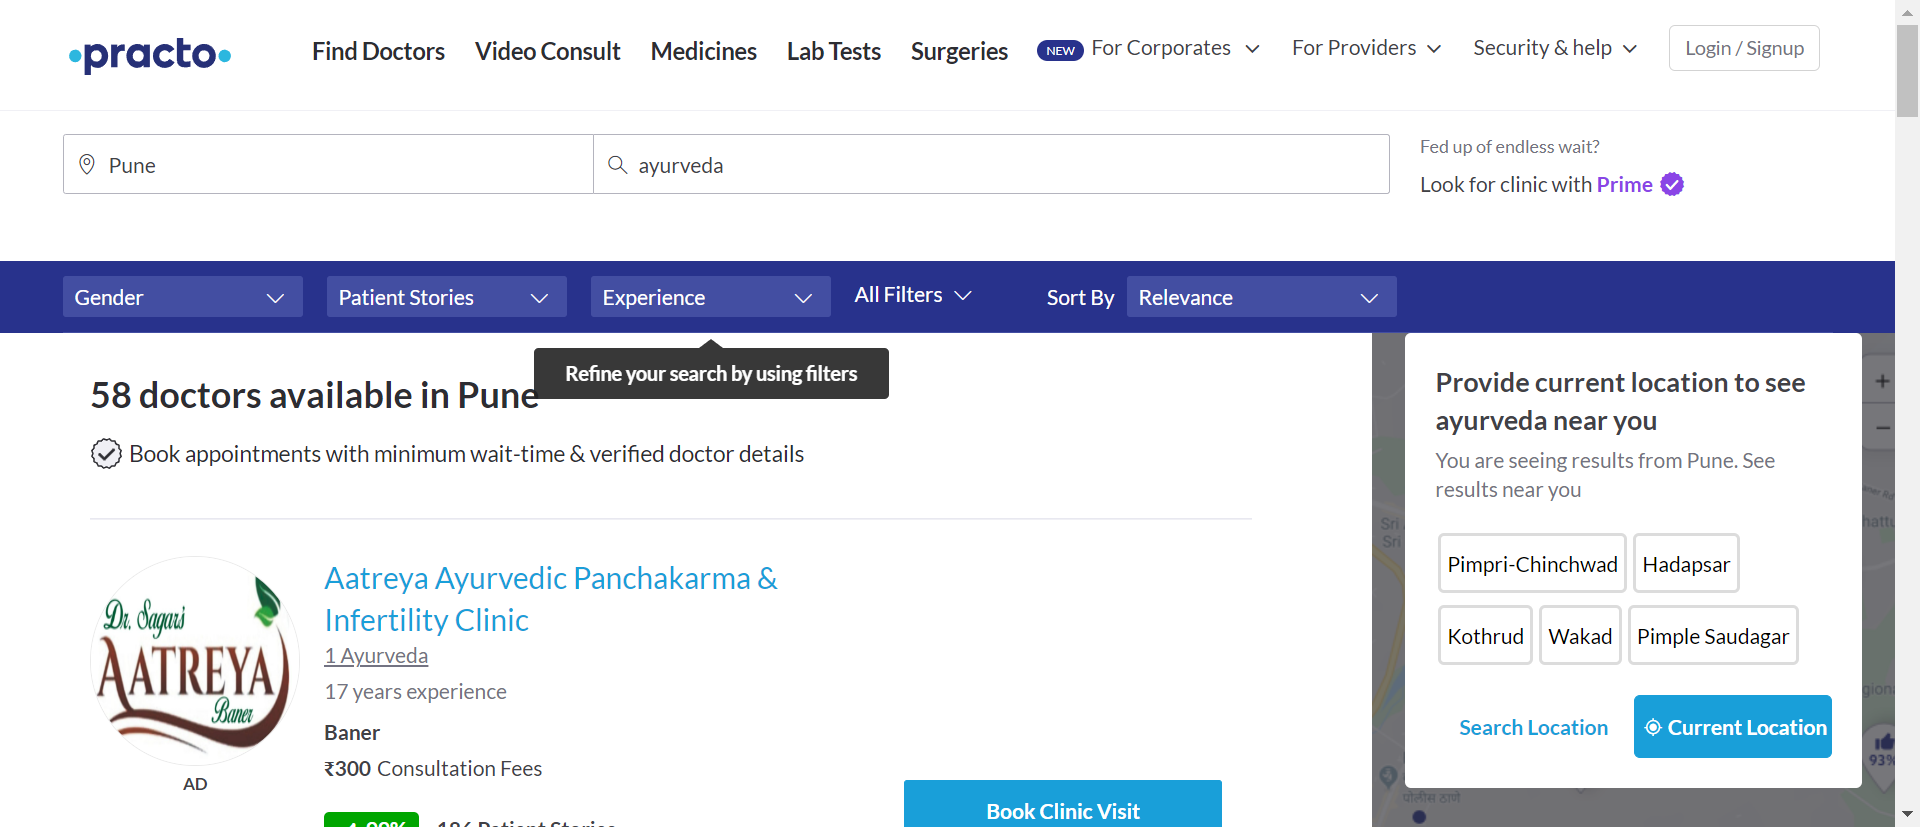 practo
Find Doctors
Video Consult
Medicines
Lab Tests
Surgeries
NEW For Corporates
For Providers
Security & help
Login / Signup
Pune
ayurveda
Fed up of endless wait?
Look for clinic with Prime
Gender
Patient Stories
Experience
All Filters
Sort By
Relevance
Refine your search by using filters
58 doctors available in Pune
Book appointments with minimum wait-time & verified doctor details
Dr. Sagar's
AATREYA
Baner
AD
Aatreya Ayurvedic Panchakarma &
Infertility Clinic
1 Ayurveda
17 years experience
Baner
₹300 Consultation Fees
Book Clinic Visit
Provide current location to see
ayurveda near you
You are seeing results from Pune. See
results near you
Pimpri-Chinchwad
Hadapsar
Kothrud
Wakad
Pimple Saudagar
Search Location
Current Location
+
−
Sri
Sri
93%
पोलीस ठाणे